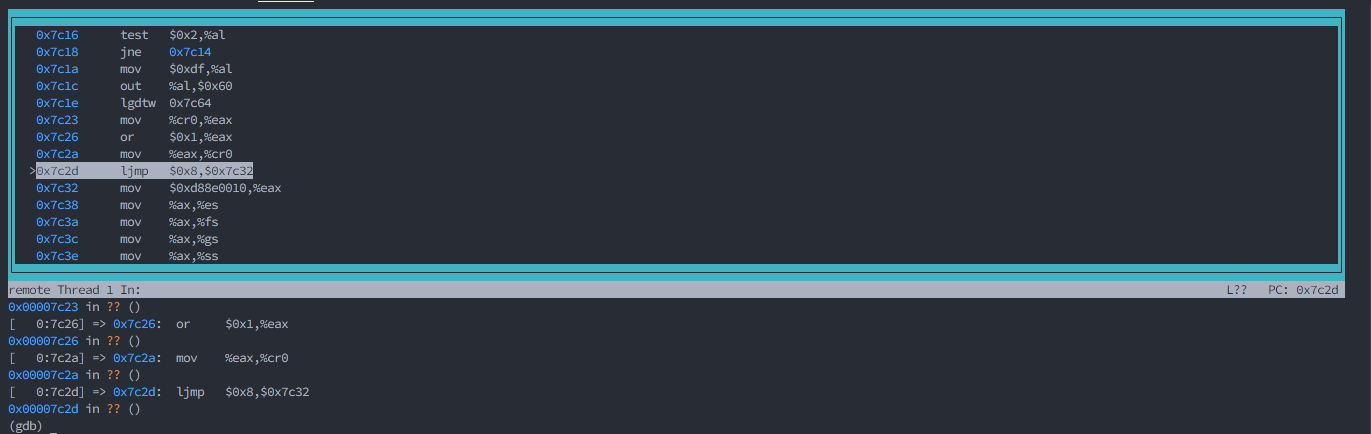 0x7c16 test $0x2,%al
0x7c18 jne 0x7c14
0x7c1a mov $0xdf,%al
0x7c1c out %al,$0x60
0x7c1e lgdtw 0x7c64
0x7c23 mov %cr0,%eax
0x7c26 or $0x1,%eax
0x7c2a mov %eax,%cr0
>0x7c2d ljmp $0x8,$0x7c32
0x7c32 mov $0xd88e0010,%eax
0x7c38 mov %ax,%es
0x7c3a mov %ax,%fs
0x7c3c mov %ax,%gs
0x7c3e mov %ax,%ss
remote Thread 1 In: L?? PC: 0x7c2d
0x00007c23 in ?? ()
[ 0:7c26] => 0x7c26: or $0x1,%eax
0x00007c26 in ?? ()
[ 0:7c2a] => 0x7c2a: mov %eax,%cr0
0x00007c2a in ?? ()
[ 0:7c2d] => 0x7c2d: ljmp $0x8,$0x7c32
0x00007c2d in ?? ()
(gdb)